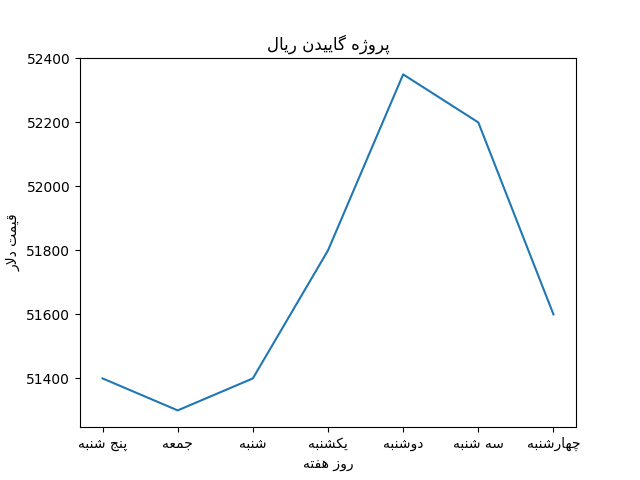 پروژه گاییدن ریال
52400
52200
52000
51800
51600
51400
قیمت دلار
پنج شنبه
جمعه
شنبه
یکشنبه
دوشنبه
سه شنبه
چهارشنبه
روز هفته